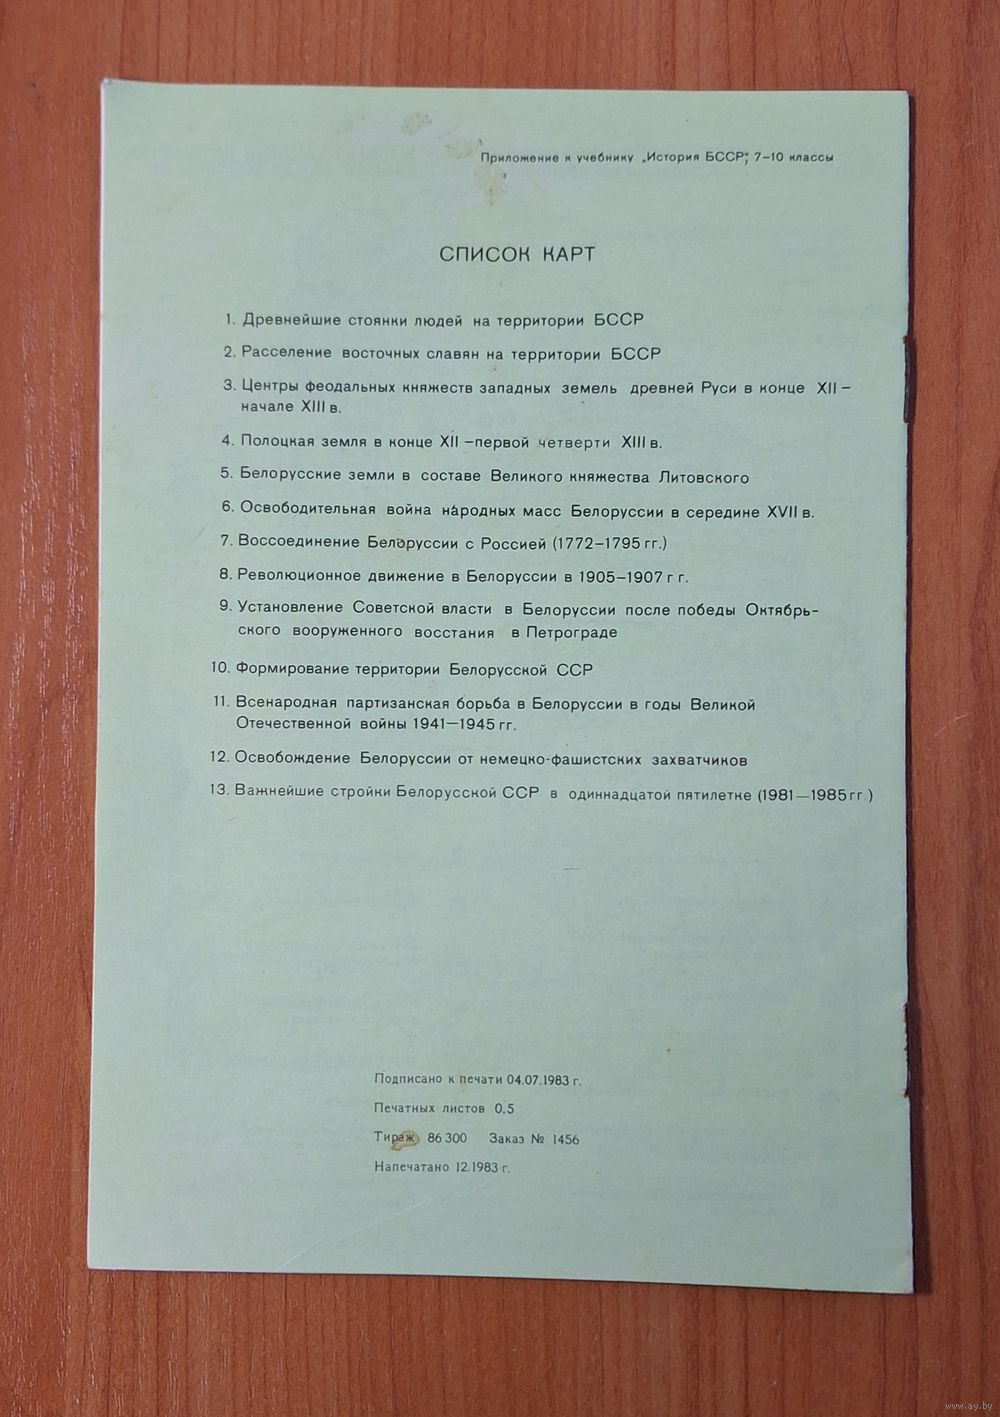 Приложение к учебнику „История БССР“, 7–10 классы
СПИСОК КАРТ
1. Древнейшие стоянки людей на территории БССР
2. Расселение восточных славян на территории БССР
3. Центры феодальных княжеств западных земель древней Руси в конце XII –
начале XIII в.
4. Полоцкая земля в конце XII –первой четверти XIII в.
5. Белорусские земли в составе Великого княжества Литовского
6. Освободительная война народных масс Белоруссии в середине XVII в.
7. Воссоединение Белоруссии с Россией (1772–1795 гг.)
8. Революционное движение в Белоруссии в 1905–1907 г г.
9. Установление Советской власти в Белоруссии после победы Октябрь-
ского вооруженного восстания в Петрограде
10. Формирование территории Белорусской ССР
11. Всенародная партизанская борьба в Белоруссии в годы Великой
Отечественной войны 1941—1945 гг.
12. Освобождение Белоруссии от немецко-фашистских захватчиков
13. Важнейшие стройки Белорусской ССР в одиннадцатой пятилетке (1981—1985 гг.)
Подписано к печати 04.07.1983 г.
Печатных листов 0,5
Тираж 86 300 Заказ № 1456
Напечатано 12.1983 г.
www.ay.by